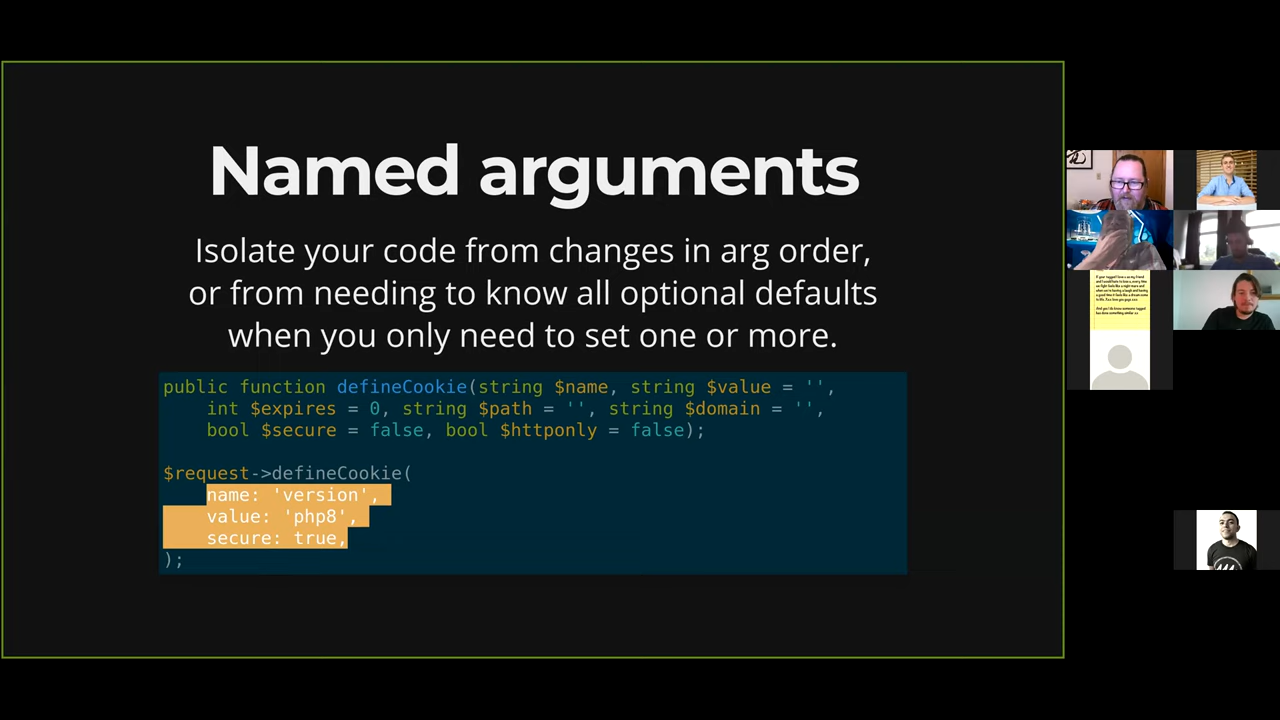 Named arguments
Isolate your code from changes in arg order,
or from needing to know all optional defaults
when you only need to set one or more.
public function defineCookie(string $name, string $value = '',
    int $expires = 0, string $path = '', string $domain = '',
    bool $secure = false, bool $httponly = false);
$request->defineCookie(
    name: 'version',
    value: 'php8',
    secure: true,
);